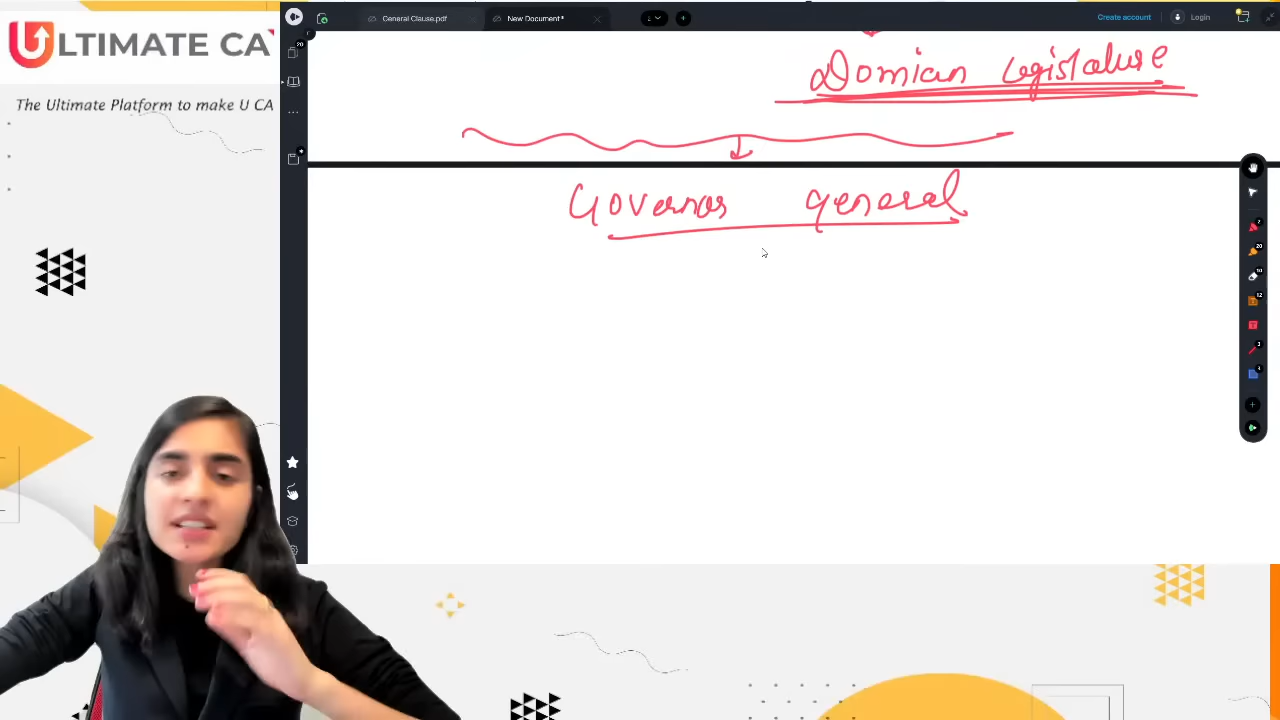 ULTIMATE CA
The Ultimate Platform to make U CA
General Clause.pdf
New Document*
Create account
Login
Domian Legislature
Governor general